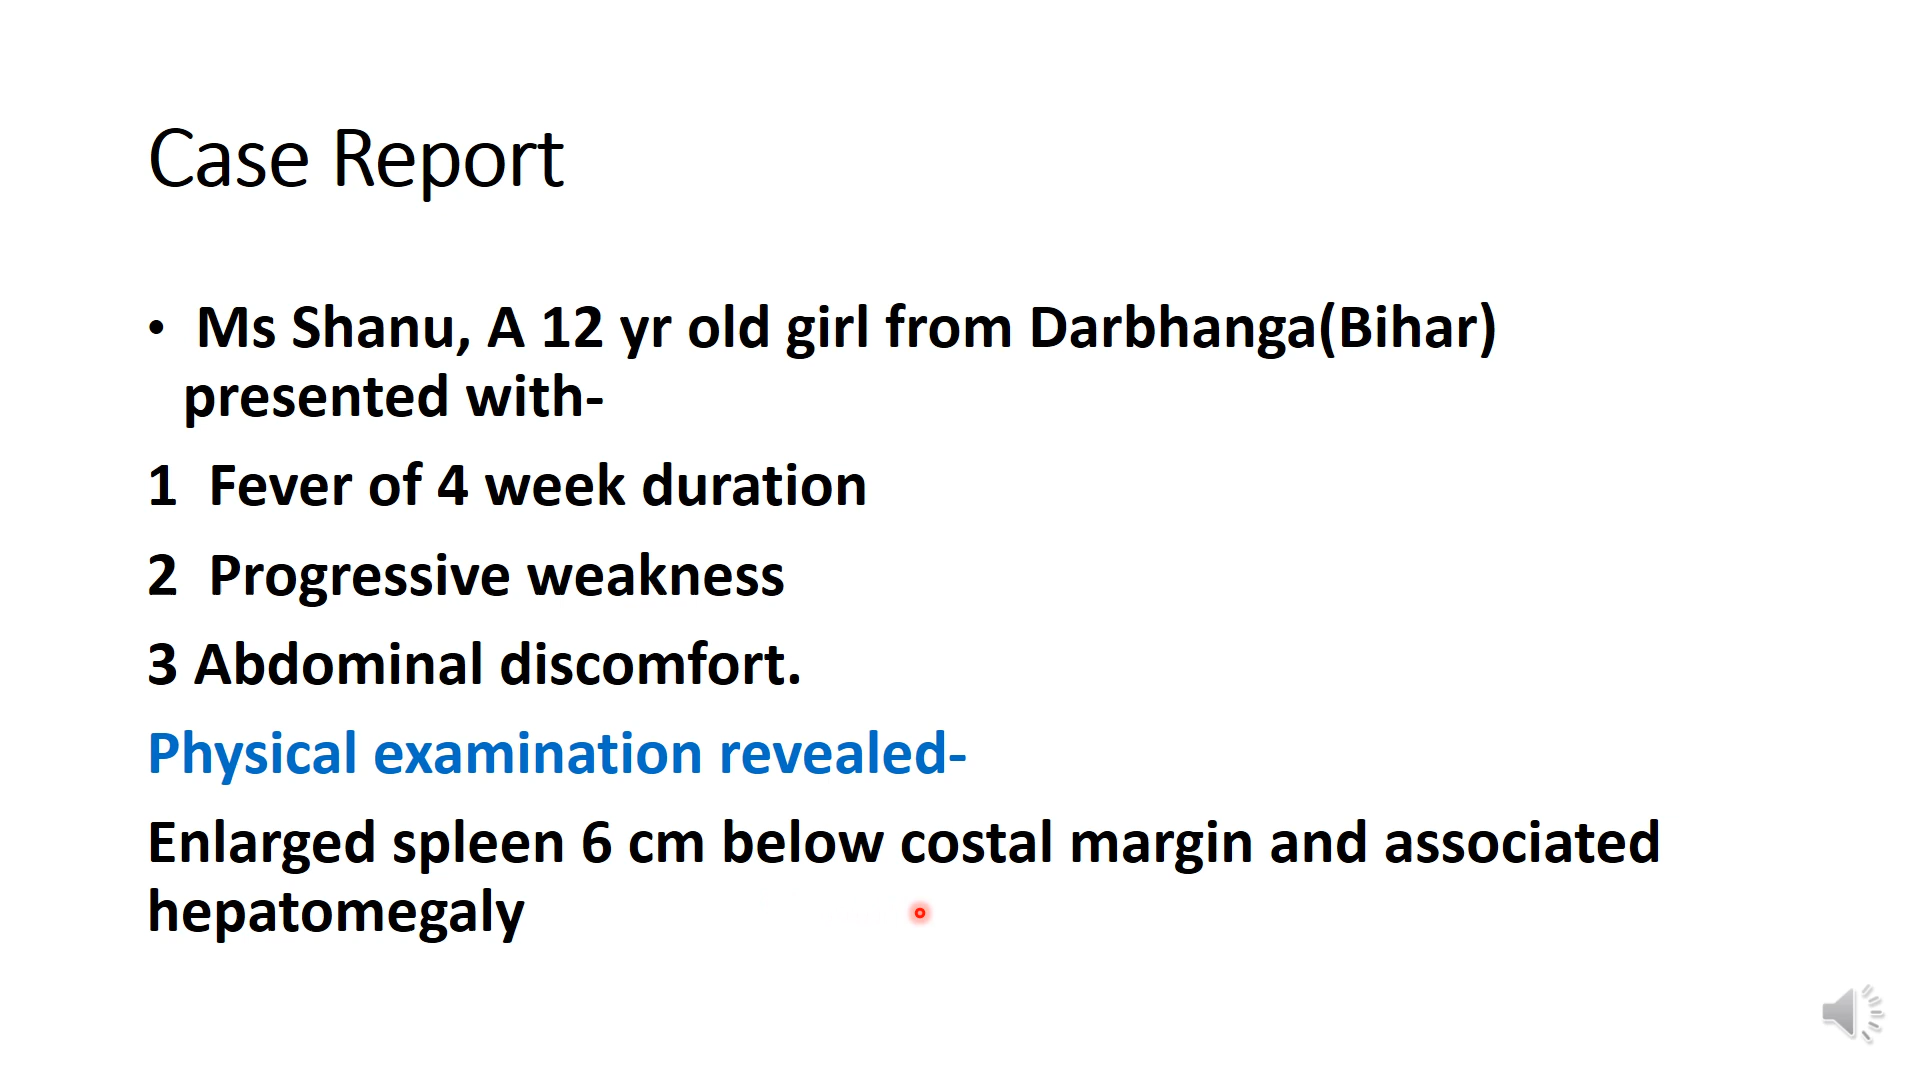 Case Report
• Ms Shanu, A 12 yr old girl from Darbhanga(Bihar)
presented with-
1 Fever of 4 week duration
2 Progressive weakness
3 Abdominal discomfort.
Physical examination revealed-
Enlarged spleen 6 cm below costal margin and associated
hepatomegaly